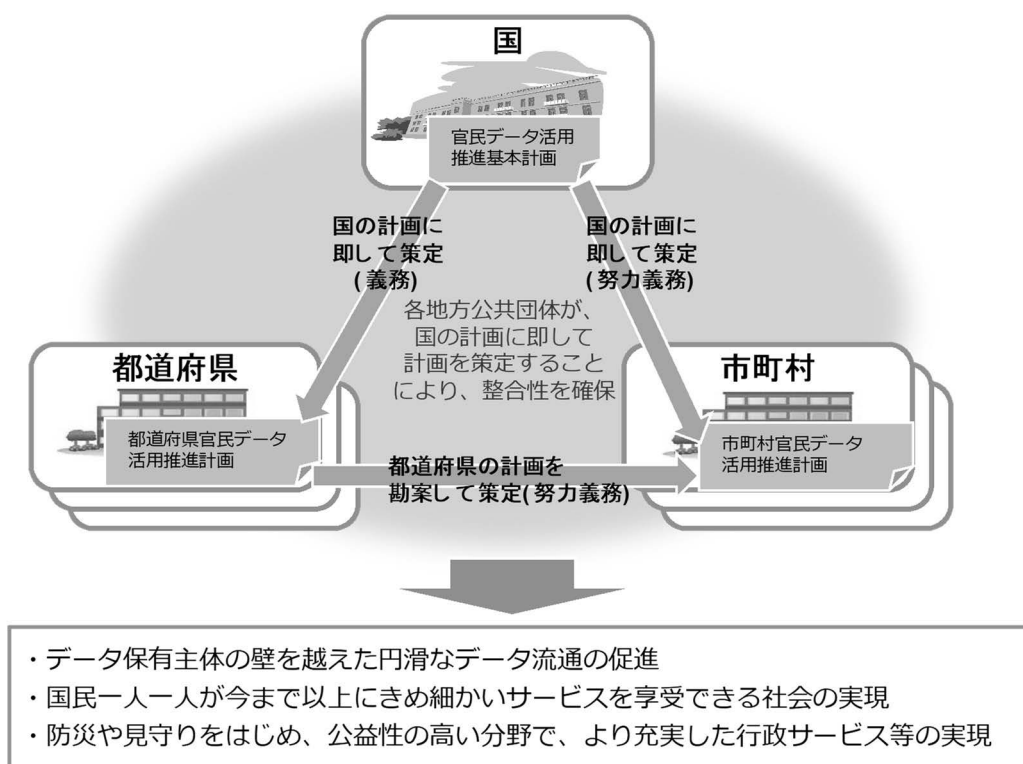 国
官民データ活用
推進基本計画
国の計画に
即して策定
(義務)
国の計画に
即して策定
(努力義務)
各地方公共団体が、
国の計画に即して
計画を策定すること
により、整合性を確保
都道府県
都道府県官民データ
活用推進計画
市町村
市町村官民データ
活用推進計画
都道府県の計画を
勘案して策定(努力義務)
・データ保有主体の壁を越えた円滑なデータ流通の促進
・国民一人一人が今まで以上にきめ細かいサービスを享受できる社会の実現
・防災や見守りをはじめ、公益性の高い分野で、より充実した行政サービス等の実現